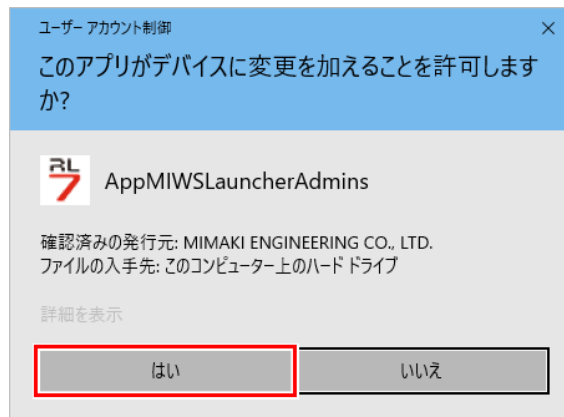 ユーザー アカウント制御
このアプリがデバイスに変更を加えることを許可します
か?
RL
7
AppMIWSLauncherAdmins
確認済みの発行元: MIMAKI ENGINEERING CO., LTD.
ファイルの入手先: このコンピューター上のハード ドライブ
詳細を表示
はい
いいえ